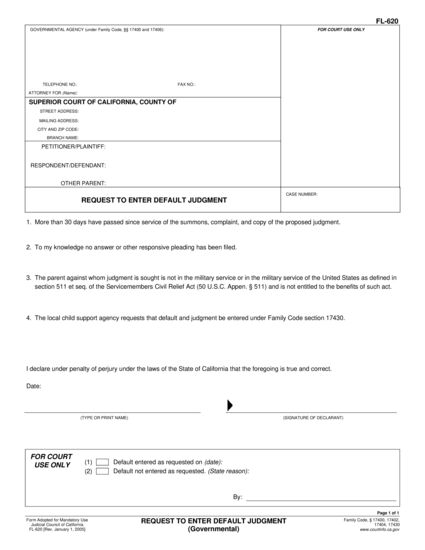 FL-620
GOVERNMENTAL AGENCY (under Family Code, §§ 17400 and 17406):
FOR COURT USE ONLY
TELEPHONE NO.: FAX NO.:
ATTORNEY FOR (Name):
SUPERIOR COURT OF CALIFORNIA, COUNTY OF
STREET ADDRESS:
MAILING ADDRESS:
CITY AND ZIP CODE:
BRANCH NAME:
PETITIONER/PLAINTIFF:
RESPONDENT/DEFENDANT:
OTHER PARENT:
REQUEST TO ENTER DEFAULT JUDGMENT
CASE NUMBER:
1. More than 30 days have passed since service of the summons, complaint, and copy of the proposed judgment.
2. To my knowledge no answer or other responsive pleading has been filed.
3. The parent against whom judgment is sought is not in the military service or in the military service of the United States as defined in
section 511 et seq. of the Servicemembers Civil Relief Act (50 U.S.C. Appen. § 511) and is not entitled to the benefits of such act.
4. The local child support agency requests that default and judgment be entered under Family Code section 17430.
I declare under penalty of perjury under the laws of the State of California that the foregoing is true and correct.
Date:
(TYPE OR PRINT NAME) (SIGNATURE OF DECLARANT)
FOR COURT
USE ONLY
(1) Default entered as requested on (date):
(2) Default not entered as requested. (State reason):
By:
Page 1 of 1
Form Adopted for Mandatory Use
Judicial Council of California
FL-620 [Rev. January 1, 2005]
REQUEST TO ENTER DEFAULT JUDGMENT
(Governmental)
Family Code, § 17400, 17402,
17404, 17430
www.courtinfo.ca.gov